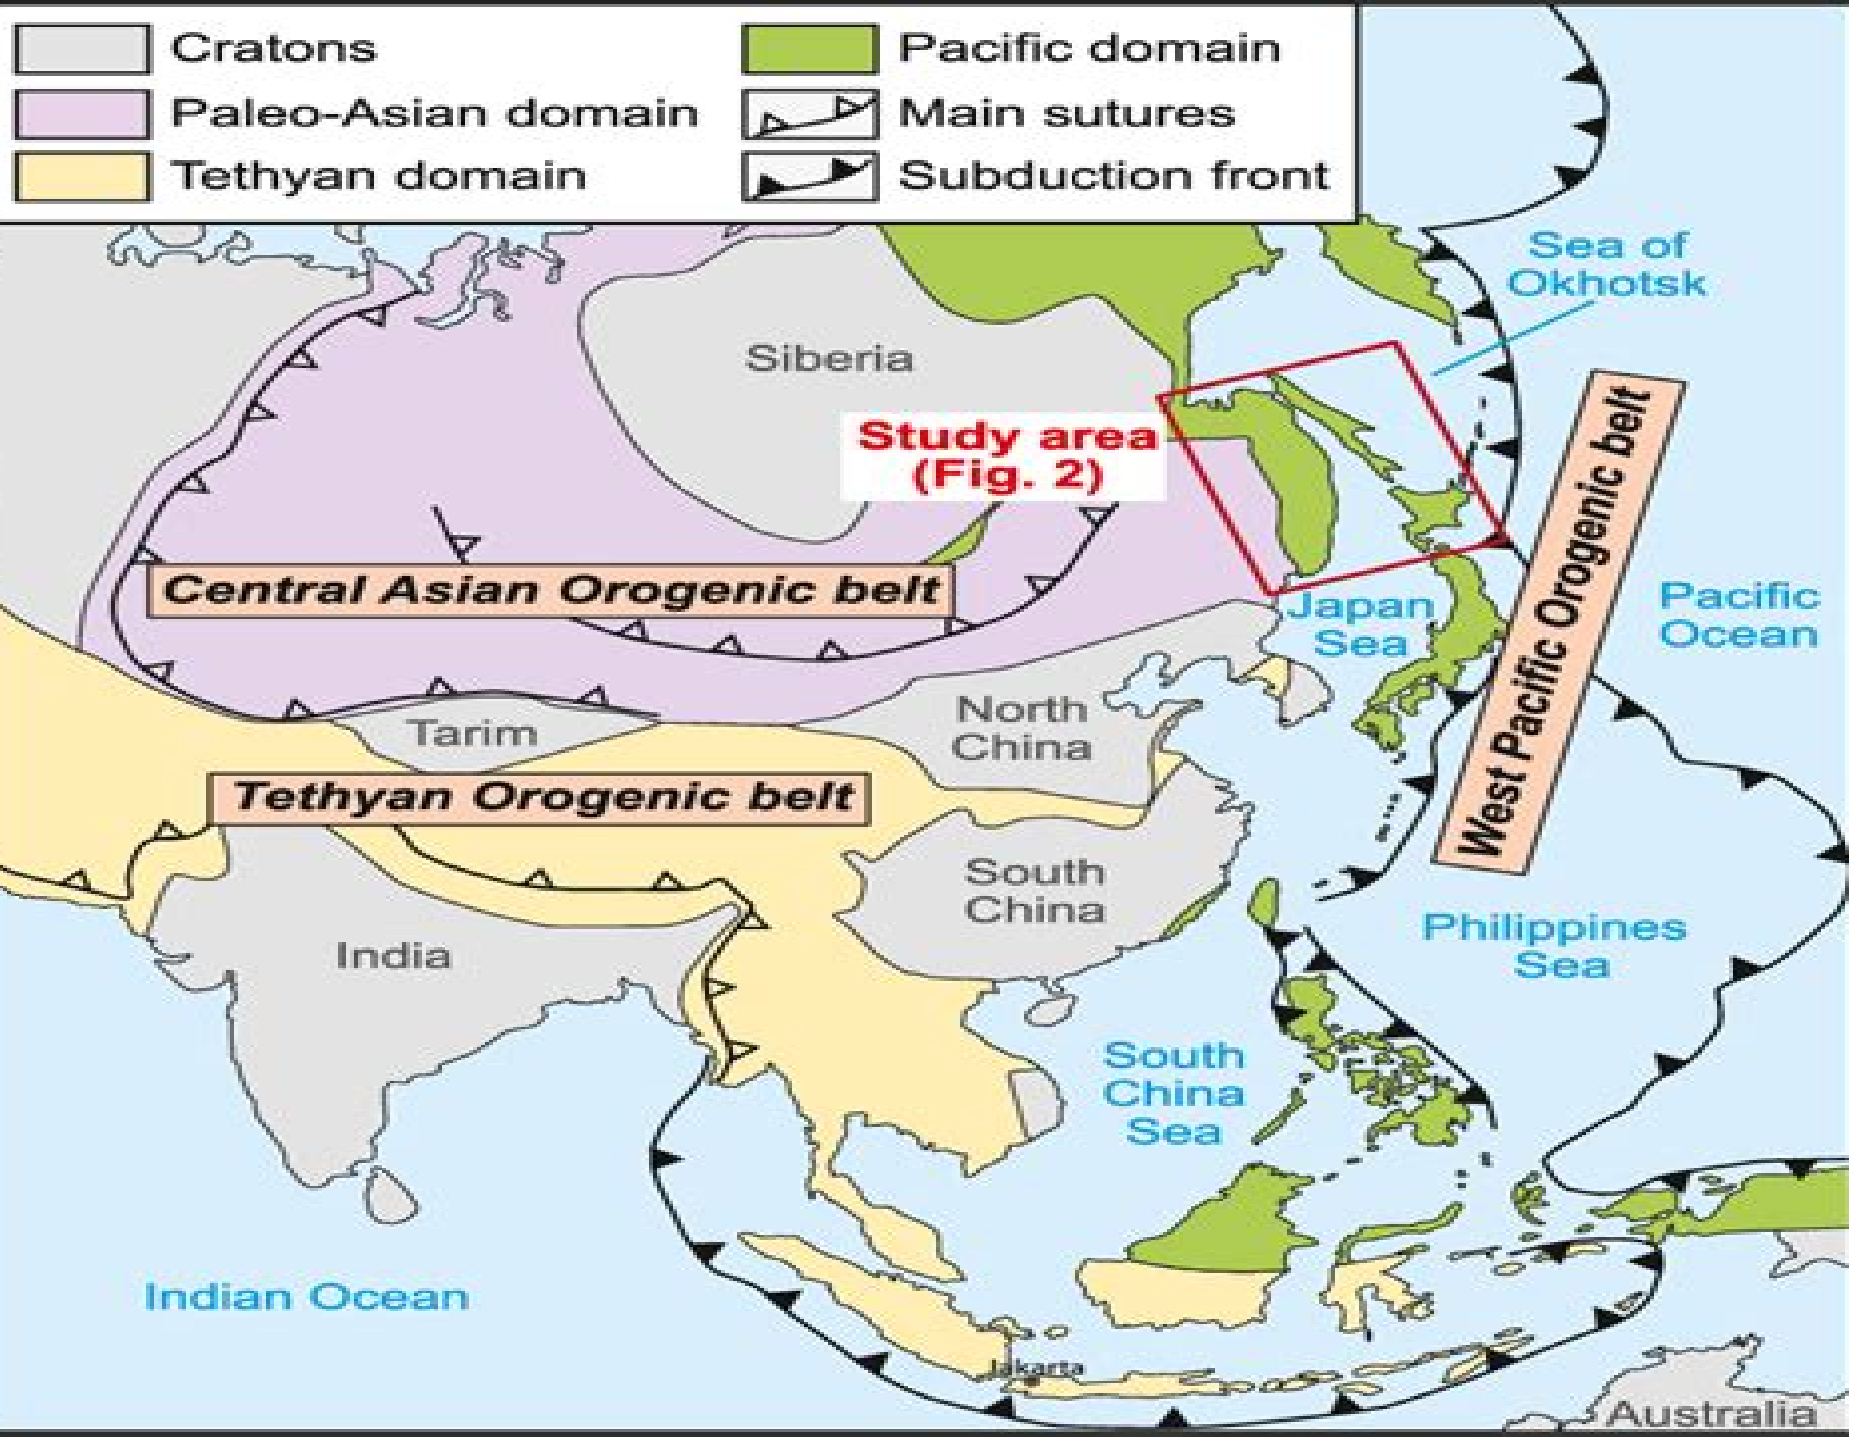 Cratons
Paleo-Asian domain
Tethyan domain
Pacific domain
Main sutures
Subduction front
Sea of
Okhotsk
Siberia
Study area
(Fig. 2)
Central Asian Orogenic belt
West Pacific Orogenic belt
Japan
Sea
Pacific
Ocean
Tarim
North
China
Tethyan Orogenic belt
South
China
India
Philippines
Sea
South
China
Sea
Indian Ocean
Jakarta
Australia